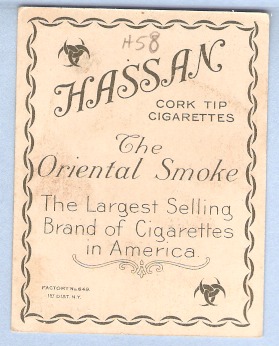 H58
HASSAN
CORK TIP
CIGARETTES
The
Oriental Smoke
The Largest Selling
Brand of Cigarettes
in America.
FACTORY No. 649
1ST DIST. N.Y.